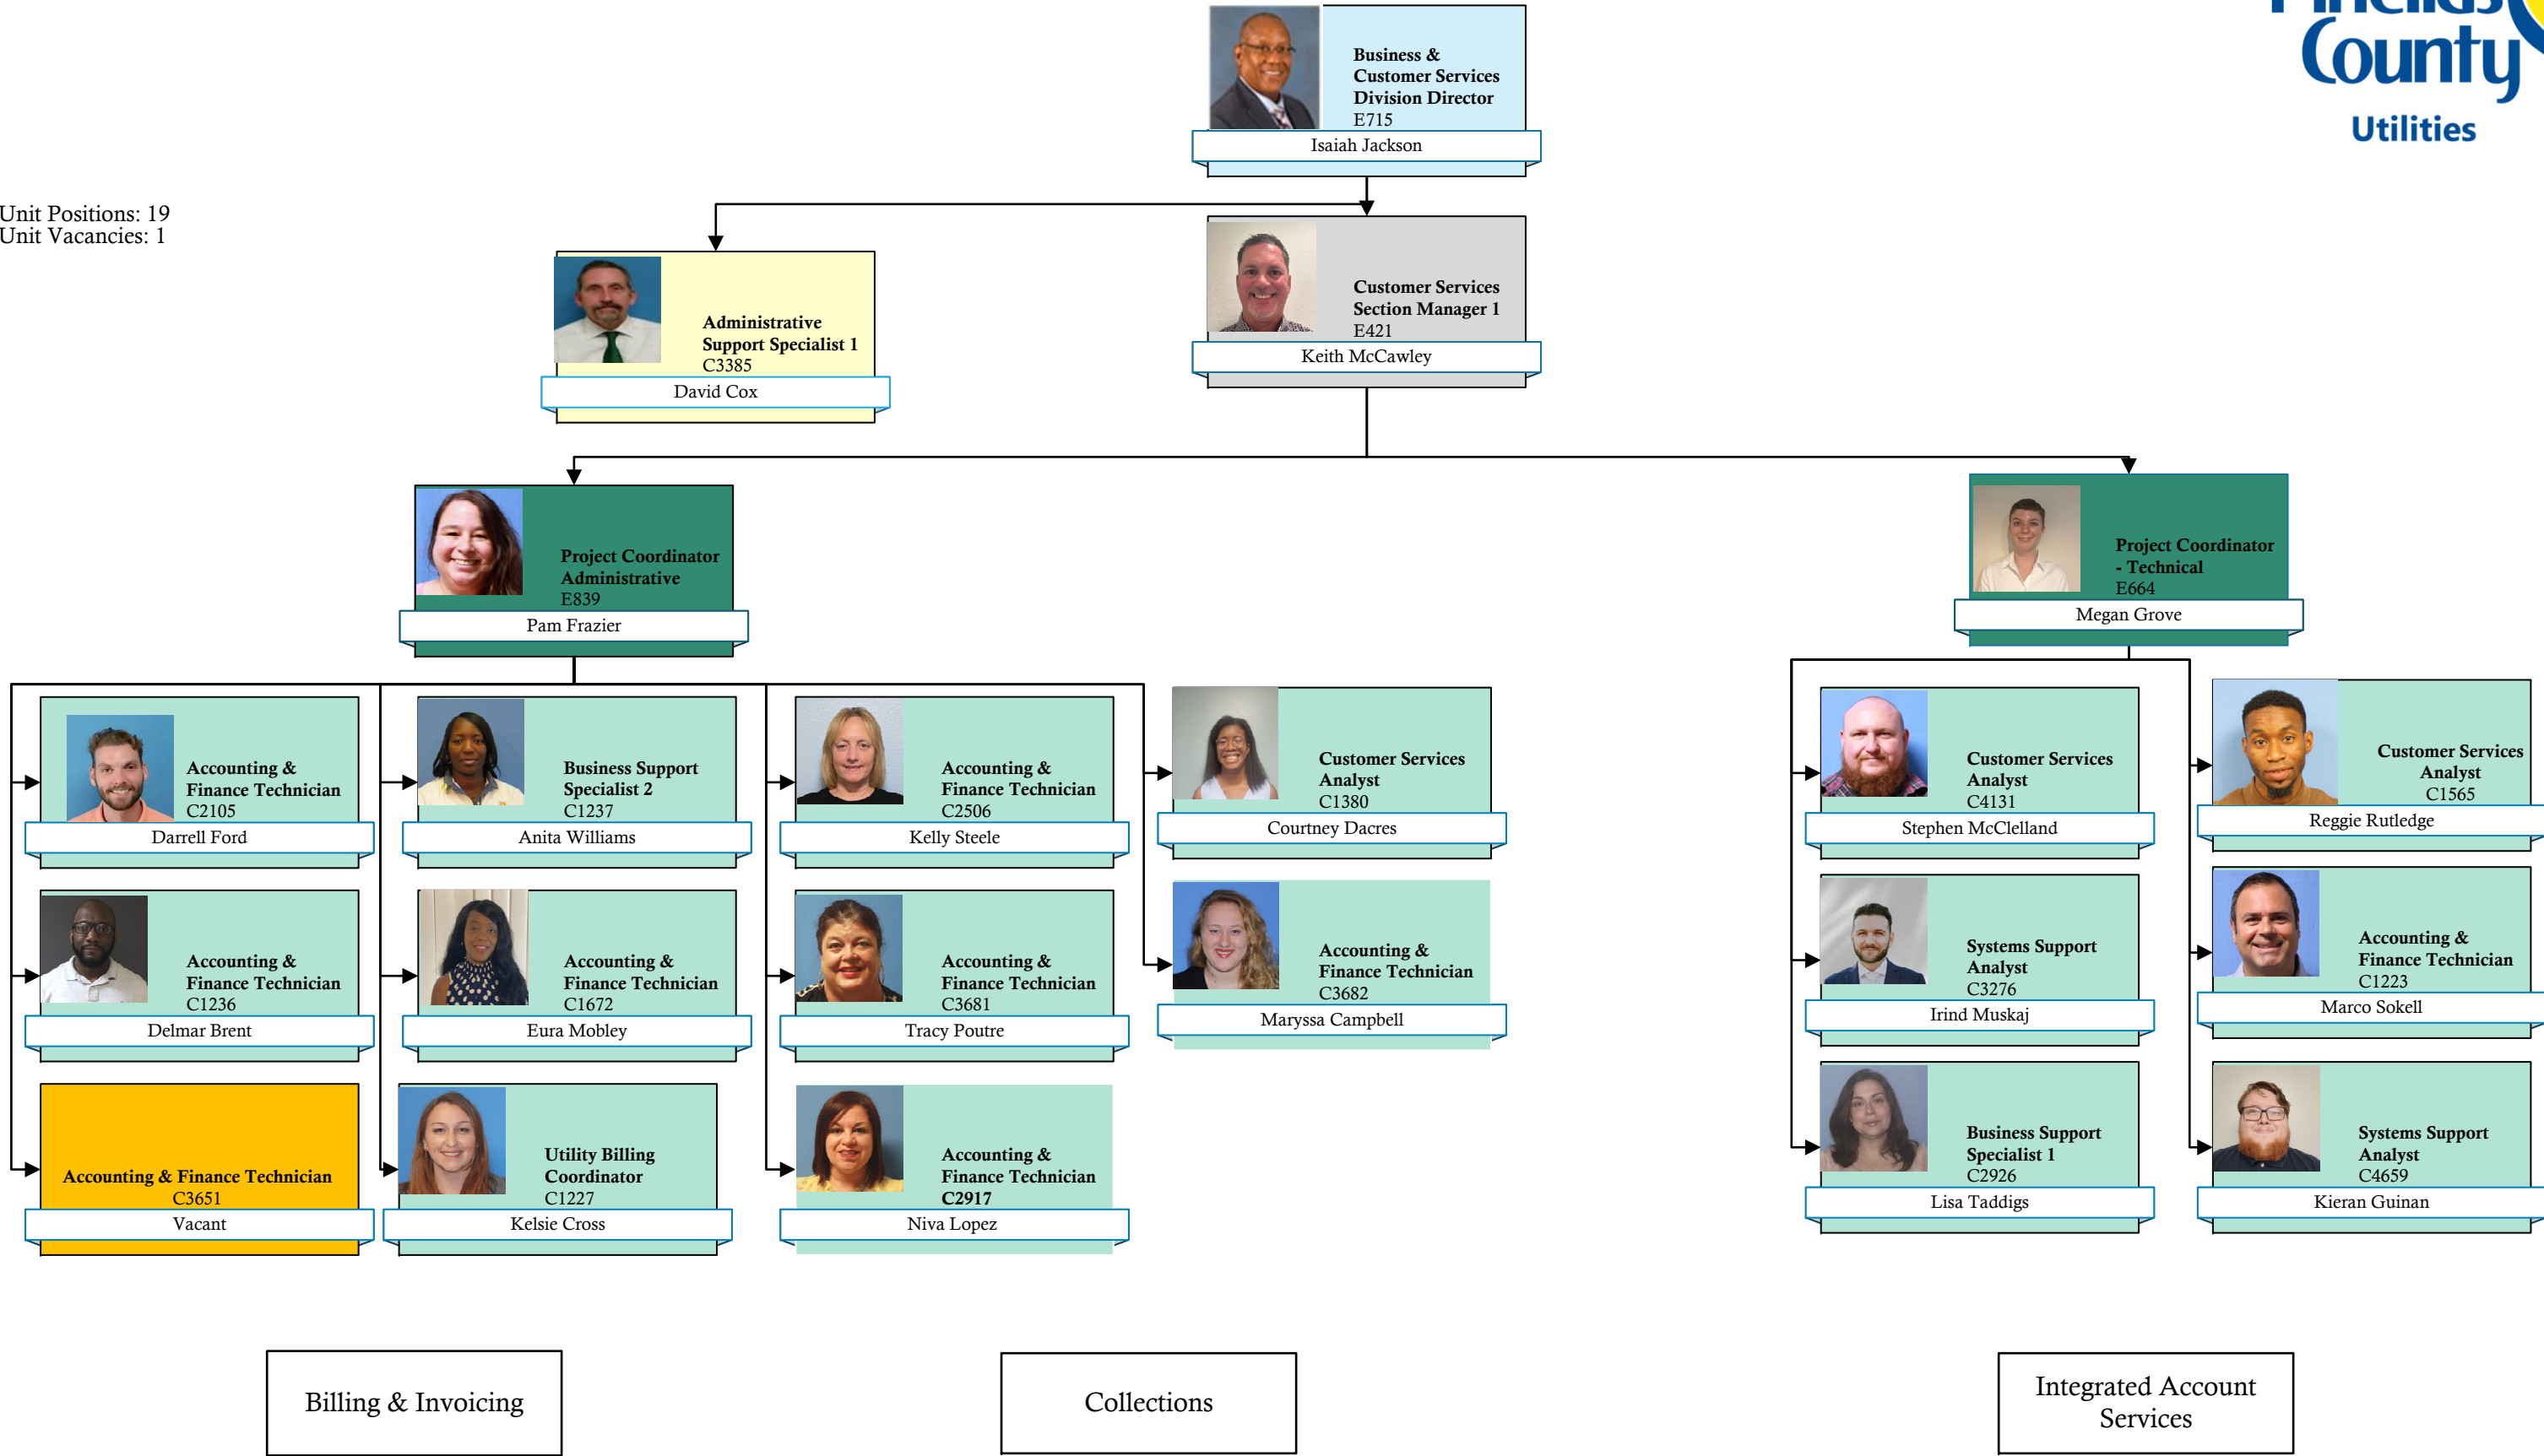 County
Utilities
Unit Positions: 19
Unit Vacancies: 1
Business &
Customer Services
Division Director
E715
Isaiah Jackson
Administrative
Support Specialist 1
C3385
David Cox
Customer Services
Section Manager 1
E421
Keith McCawley
Project Coordinator
Administrative
E839
Pam Frazier
Project Coordinator
- Technical
E664
Megan Grove
Accounting &
Finance Technician
C2105
Darrell Ford
Business Support
Specialist 2
C1237
Anita Williams
Accounting &
Finance Technician
C2506
Kelly Steele
Customer Services
Analyst
C1380
Courtney Dacres
Customer Services
Analyst
C4131
Stephen McClelland
Customer Services
Analyst
C1565
Reggie Rutledge
Accounting &
Finance Technician
C1236
Delmar Brent
Accounting &
Finance Technician
C1672
Eura Mobley
Accounting &
Finance Technician
C3681
Tracy Poutre
Accounting &
Finance Technician
C3682
Maryssa Campbell
Systems Support
Analyst
C3276
Irind Muskaj
Accounting &
Finance Technician
C1223
Marco Sokell
Accounting & Finance Technician
C3651
Vacant
Utility Billing
Coordinator
C1227
Kelsie Cross
Accounting &
Finance Technician
C2917
Niva Lopez
Business Support
Specialist 1
C2926
Lisa Taddigs
Systems Support
Analyst
C4659
Kieran Guinan
Billing & Invoicing
Collections
Integrated Account
Services